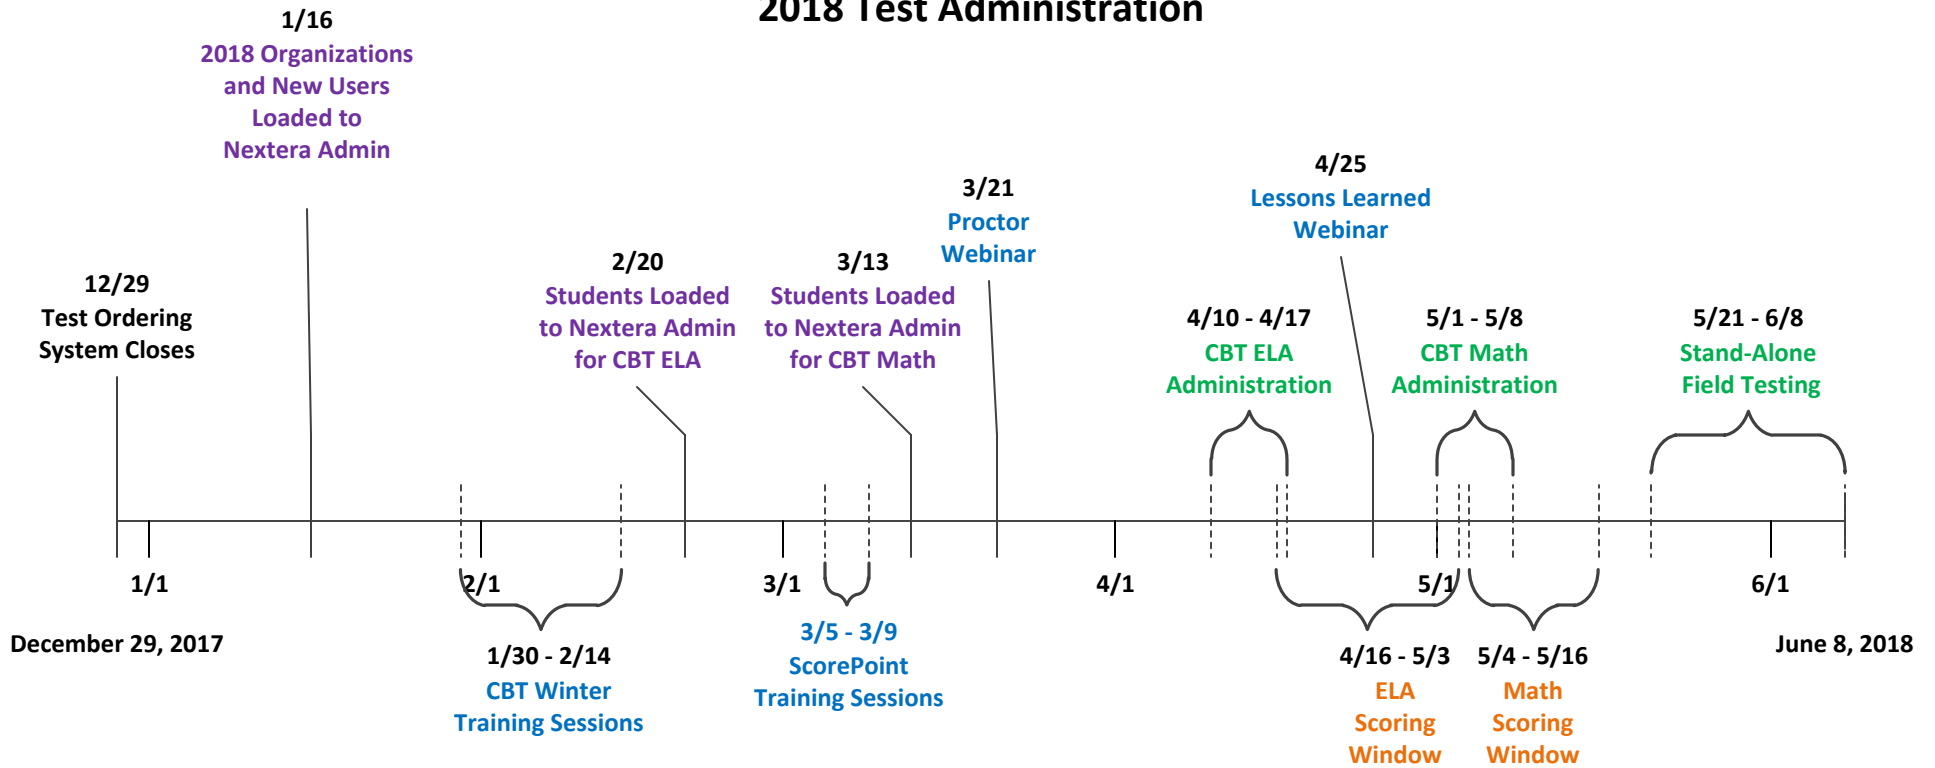 2018 Test Administration
1/16
2018 Organizations
and New Users
Loaded to
Nextera Admin
12/29
Test Ordering
System Closes
2/20
Students Loaded
to Nextera Admin
for CBT ELA
3/13
Students Loaded
to Nextera Admin
for CBT Math
3/21
Proctor
Webinar
4/10 - 4/17
CBT ELA
Administration
4/25
Lessons Learned
Webinar
5/1 - 5/8
CBT Math
Administration
5/21 - 6/8
Stand-Alone
Field Testing
1/1
2/1
3/1
4/1
5/1
6/1
December 29, 2017
June 8, 2018
1/30 - 2/14
CBT Winter
Training Sessions
3/5 - 3/9
ScorePoint
Training Sessions
4/16 - 5/3
ELA
Scoring
Window
5/4 - 5/16
Math
Scoring
Window